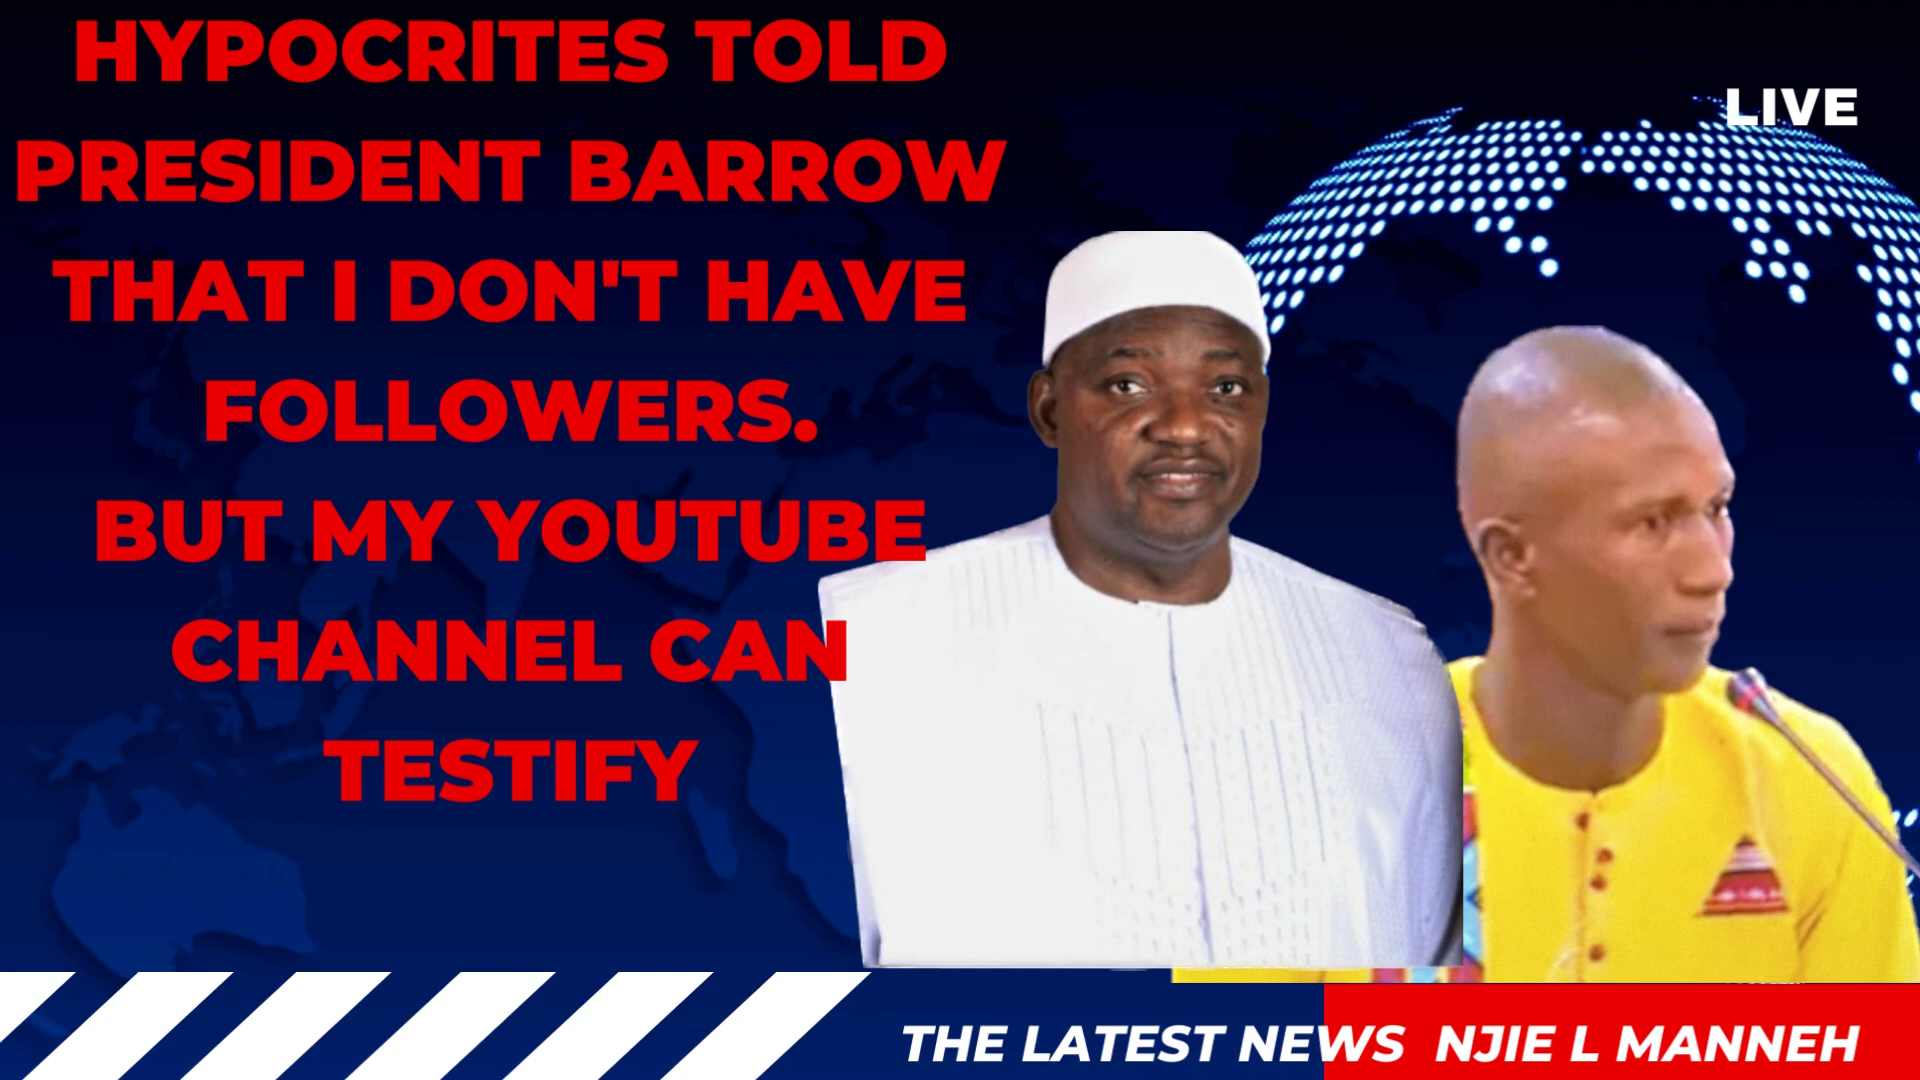 HYPOCRITES TOLD
PRESIDENT BARROW
THAT I DON'T HAVE
FOLLOWERS.
BUT MY YOUTUBE
CHANNEL CAN
TESTIFY
LIVE
THE LATEST NEWS NJIE L MANNEH